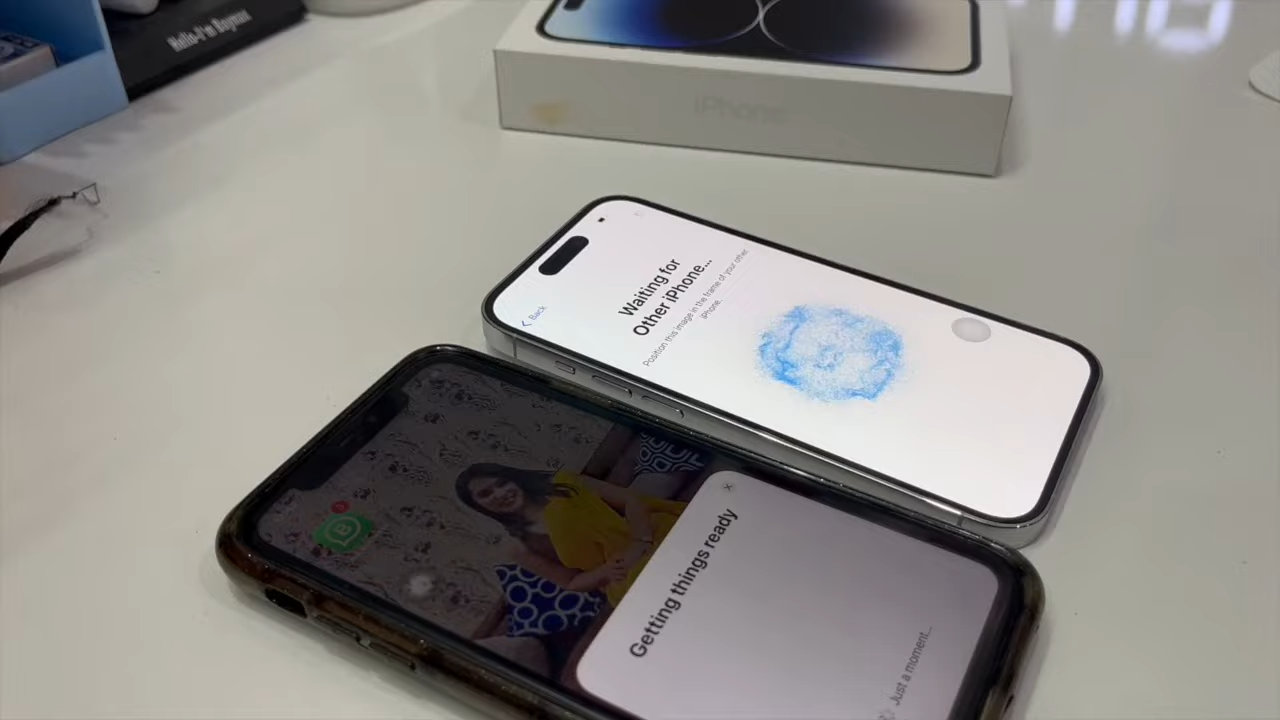 iPhone
Back
Waiting for
Other iPhone...
Position this image in the frame of your other
iPhone.
B
Getting things ready
Just a moment...